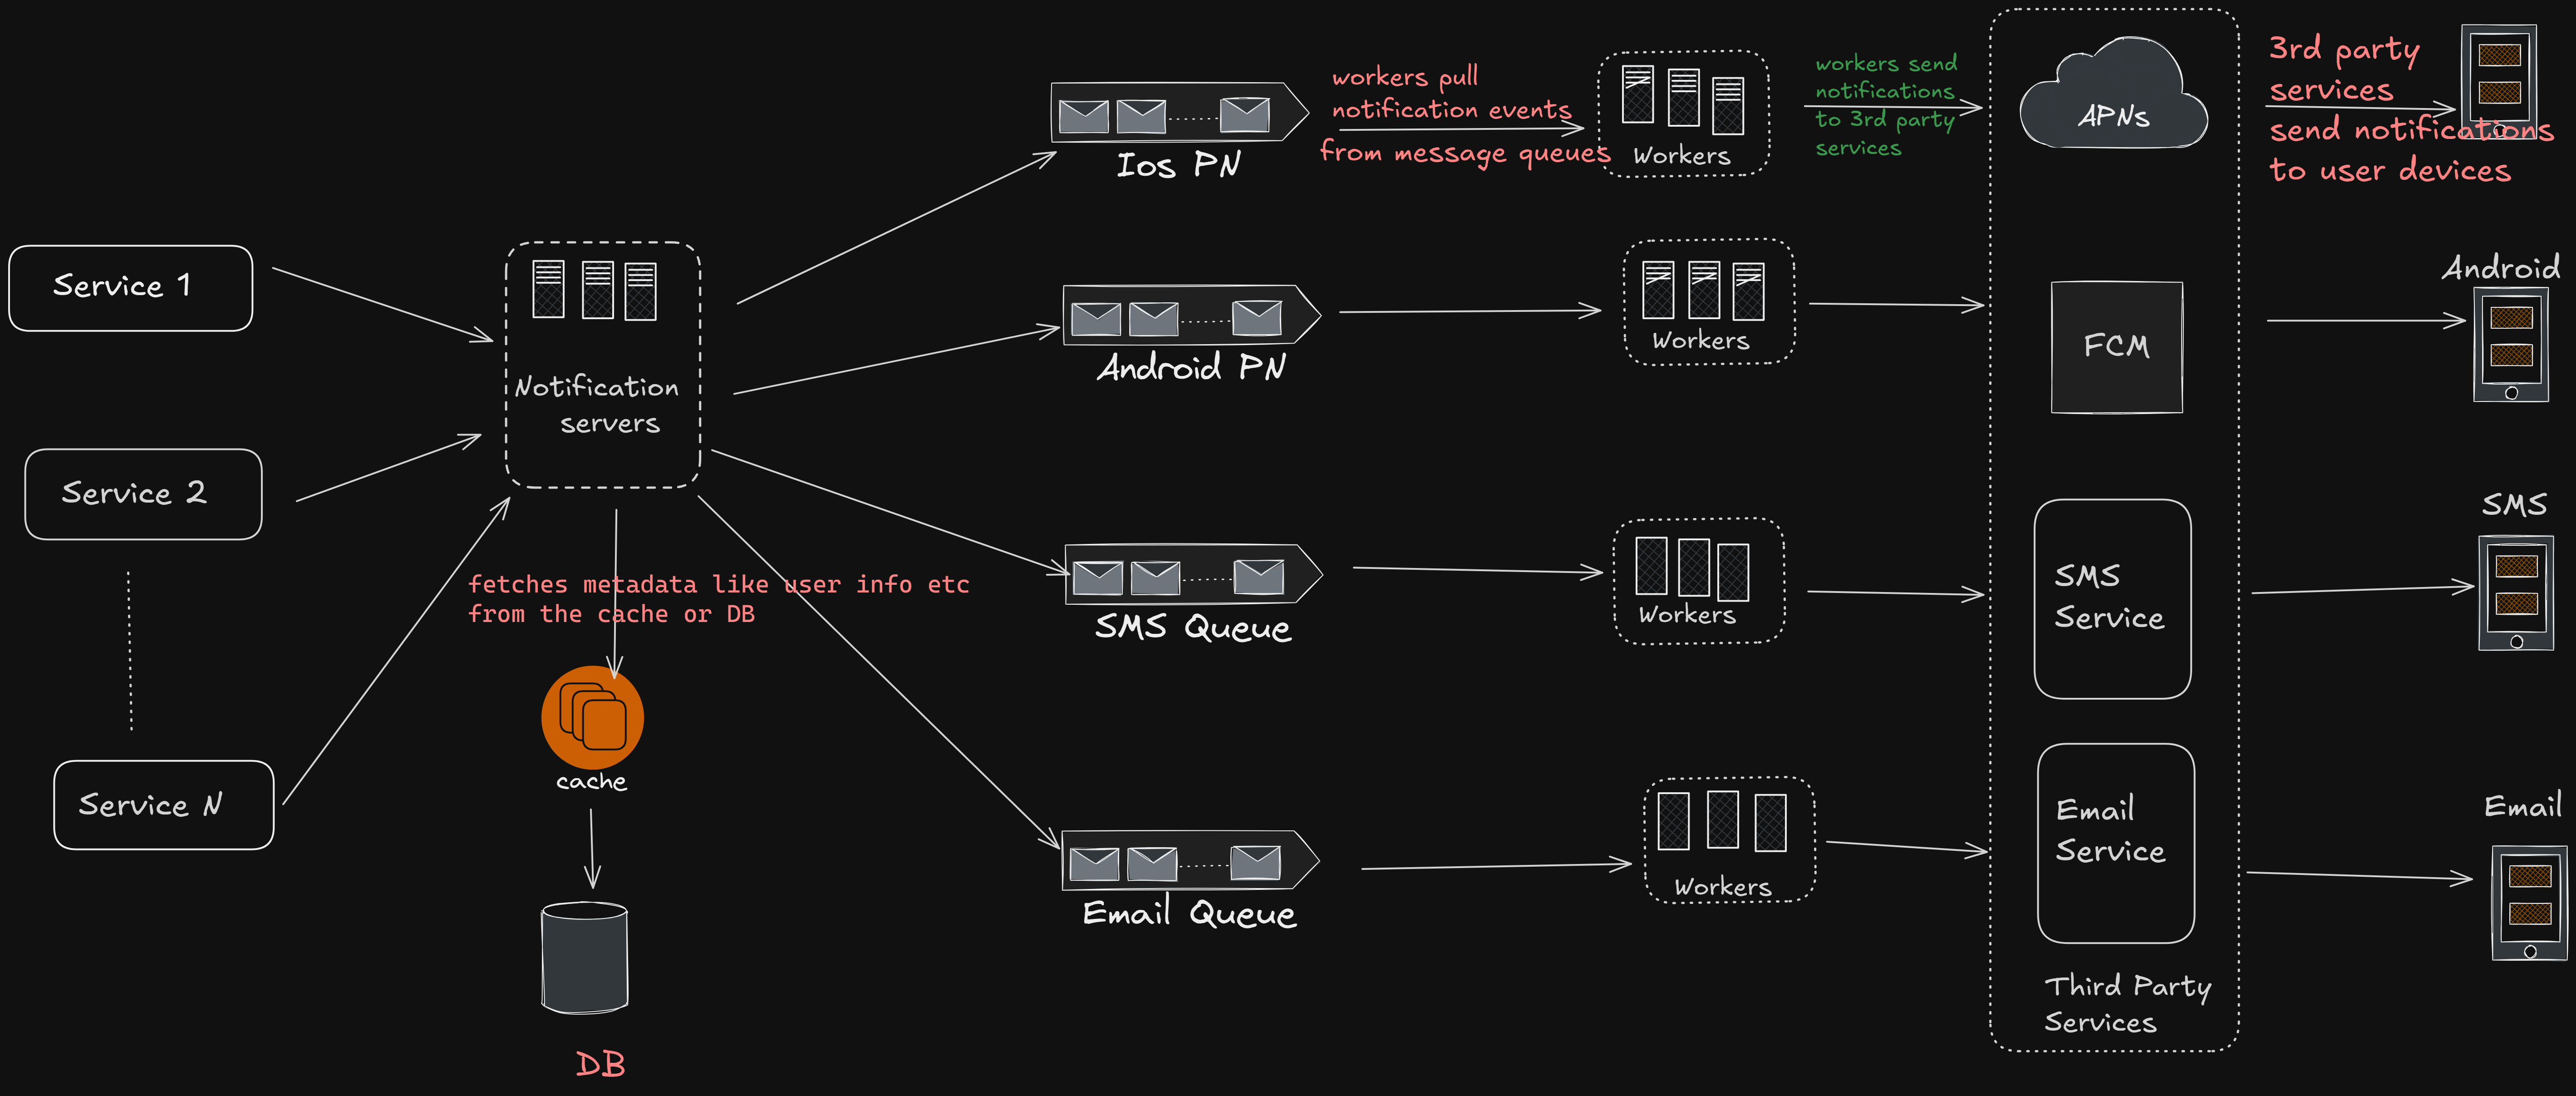 workers pull
notification events
from message queues
Ios PN
Workers
workers send
notifications
to 3rd party
services
APNs
3rd party
services
send notifications
to user devices
Service 1
Notification
servers
Android PN
Workers
FCM
Android
Service 2
fetches metadata like user info etc
from the cache or DB
SMS Queue
Workers
SMS
Service
SMS
Service N
cache
Email Queue
Workers
Email
Service
Email
Third Party
Services
DB